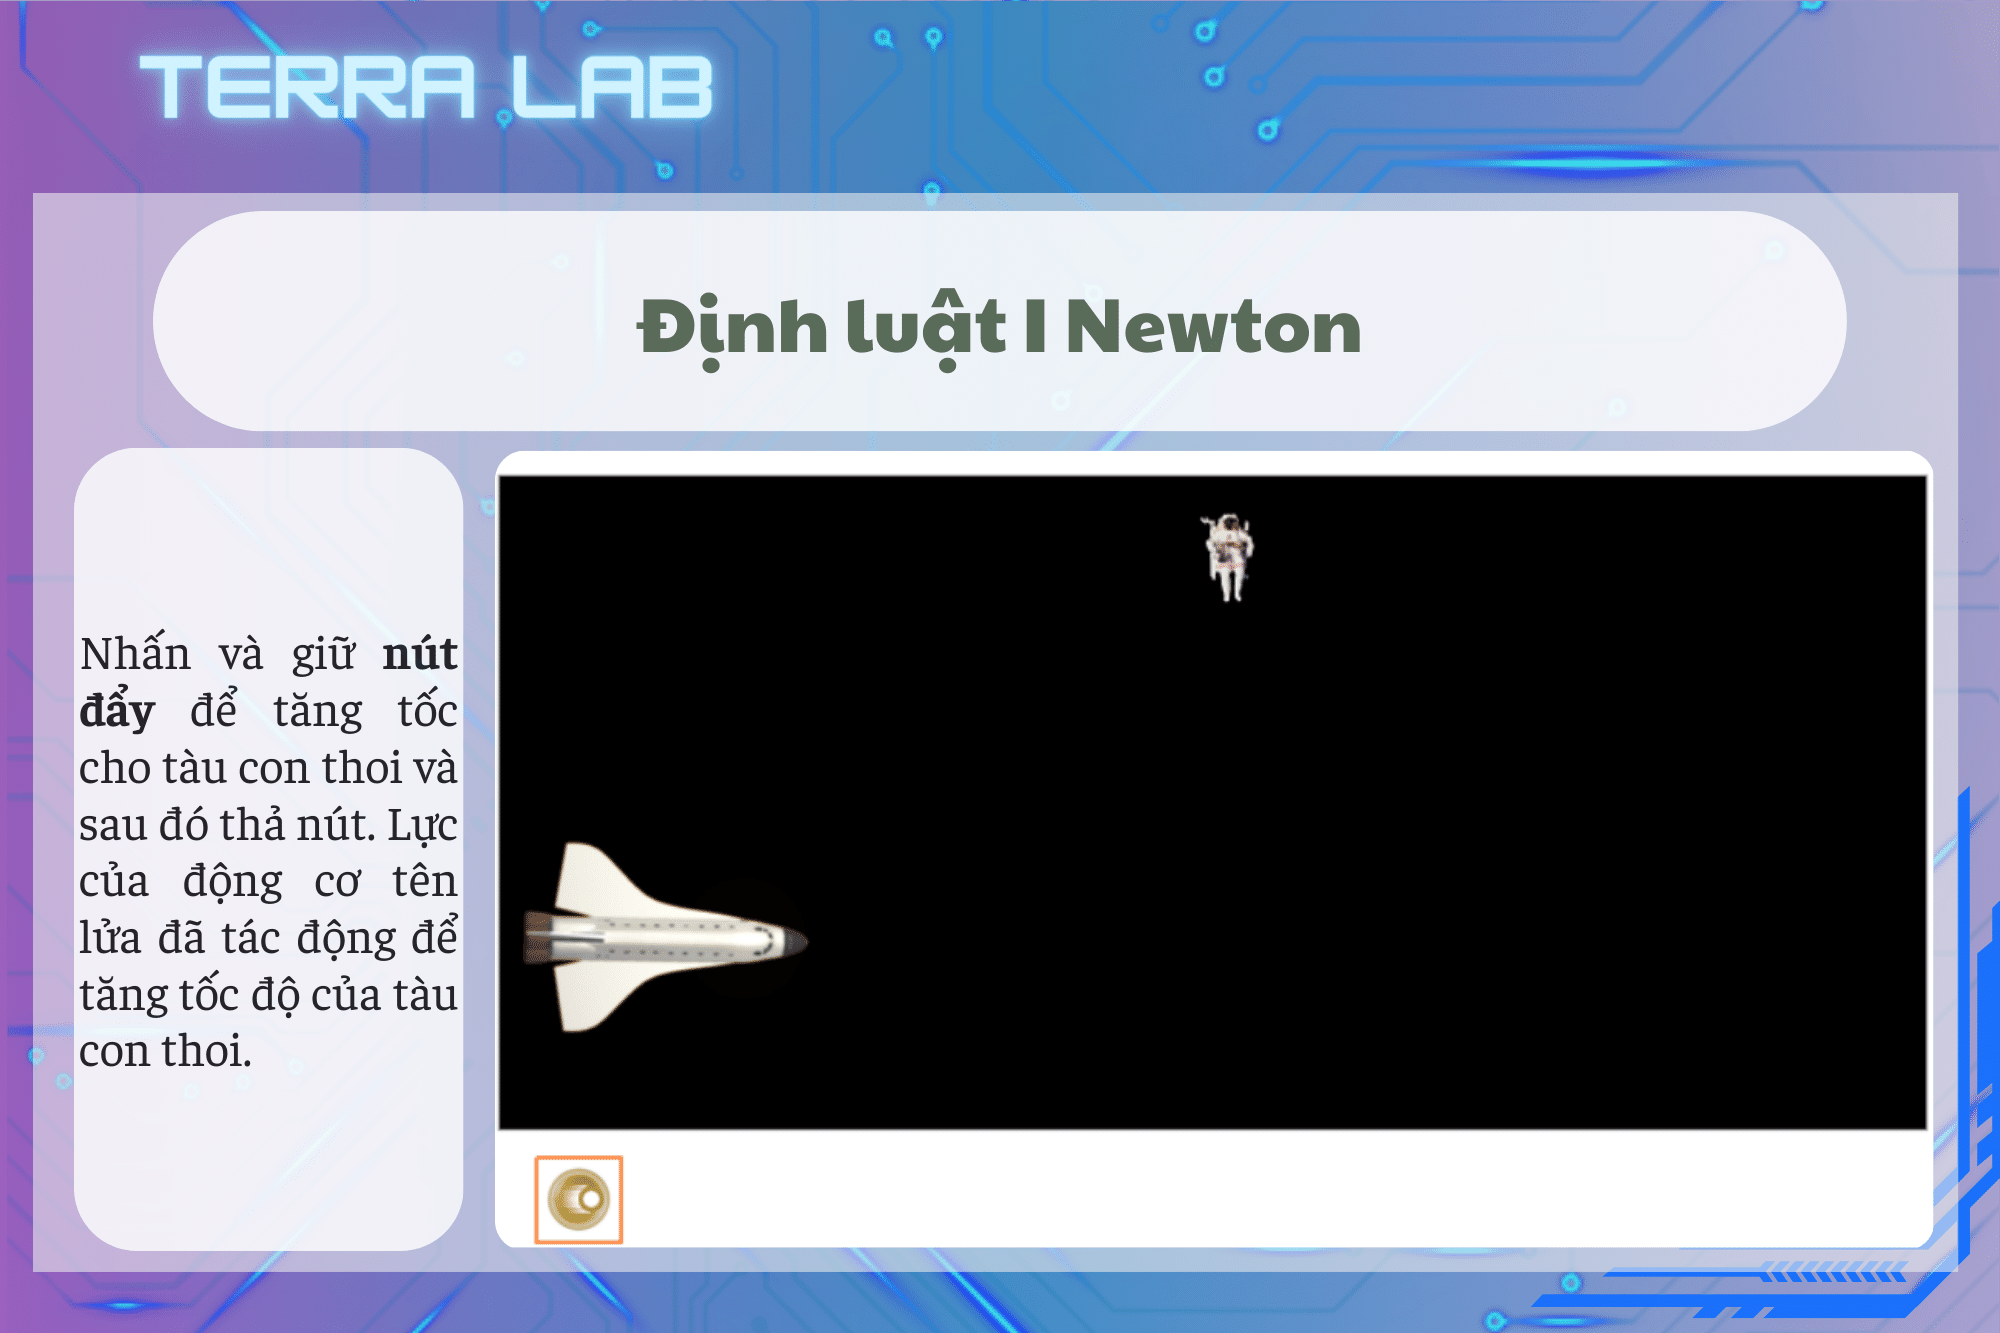 TERRA LAB
Định luật I Newton
Nhấn và giữ nút
đẩy để tăng tốc
cho tàu con thoi và
sau đó thả nút. Lực
của động cơ tên
lửa đã tác động để
tăng tốc độ của tàu
con thoi.